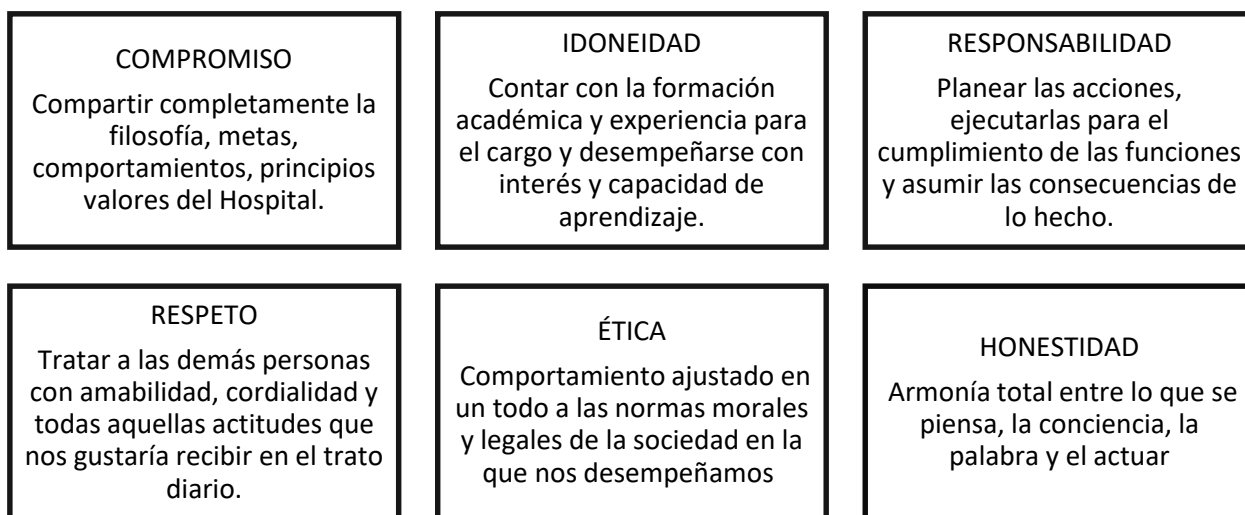 COMPROMISO
Compartir completamente la
filosofía, metas,
comportamientos, principios
valores del Hospital.
IDONEIDAD
Contar con la formación
académica y experiencia para
el cargo y desempeñarse con
interés y capacidad de
aprendizaje.
RESPONSABILIDAD
Planear las acciones,
ejecutarlas para el
cumplimiento de las funciones
y asumir las consecuencias de
lo hecho.
RESPETO
Tratar a las demás personas
con amabilidad, cordialidad y
todas aquellas actitudes que
nos gustaría recibir en el trato
diario.
ÉTICA
Comportamiento ajustado en
un todo a las normas morales
y legales de la sociedad en la
que nos desempeñamos
HONESTIDAD
Armonía total entre lo que se
piensa, la conciencia, la
palabra y el actuar